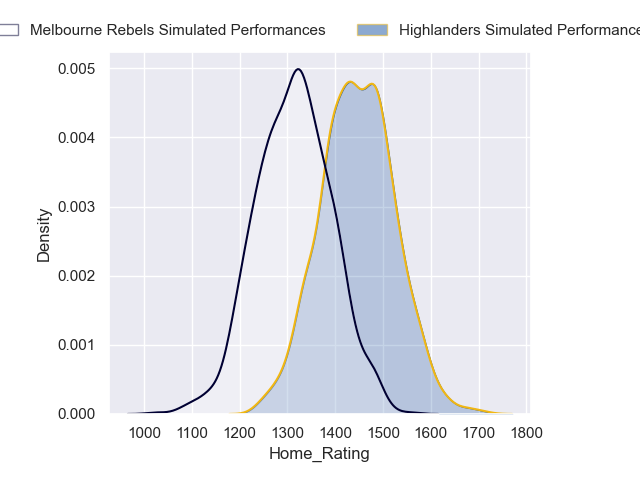 Melbourne Rebels Simulated Performances Highlanders Simulated Performance
0.005
0.004
0.003
0.002
0.001
0.000
Density
1000 1100 1200 1300 1400 1500 1600 1700 1800
Home_Rating